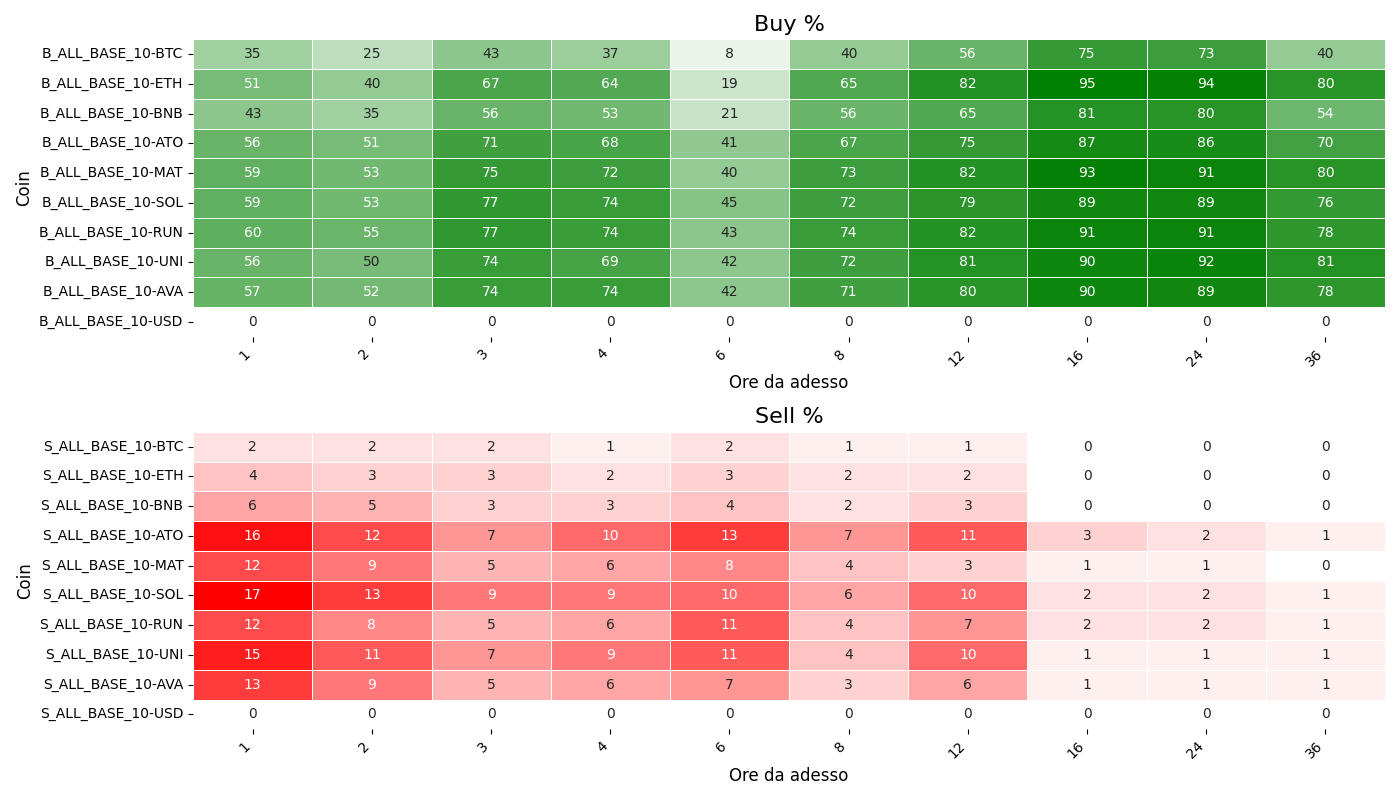 Buy %
Coin
B_ALL_BASE_10-BTC 35 25 43 37 8 40 56 75 73 40
B_ALL_BASE_10-ETH 51 40 67 64 19 65 82 95 94 80
B_ALL_BASE_10-BNB 43 35 56 53 21 56 65 81 80 54
B_ALL_BASE_10-ATO 56 51 71 68 41 67 75 87 86 70
B_ALL_BASE_10-MAT 59 53 75 72 40 73 82 93 91 80
B_ALL_BASE_10-SOL 59 53 77 74 45 72 79 89 89 76
B_ALL_BASE_10-RUN 60 55 77 74 43 74 82 91 91 78
B_ALL_BASE_10-UNI 56 50 74 69 42 72 81 90 92 81
B_ALL_BASE_10-AVA 57 52 74 74 42 71 80 90 89 78
B_ALL_BASE_10-USD 0 0 0 0 0 0 0 0 0 0
1 2 3 4 6 8 12 16 24 36
Ore da adesso
Sell %
Coin
S_ALL_BASE_10-BTC 2 2 2 1 2 1 1 0 0 0
S_ALL_BASE_10-ETH 4 3 3 2 3 2 2 0 0 0
S_ALL_BASE_10-BNB 6 5 3 3 4 2 3 0 0 0
S_ALL_BASE_10-ATO 16 12 7 10 13 7 11 3 2 1
S_ALL_BASE_10-MAT 12 9 5 6 8 4 3 1 1 0
S_ALL_BASE_10-SOL 17 13 9 9 10 6 10 2 2 1
S_ALL_BASE_10-RUN 12 8 5 6 11 4 7 2 2 1
S_ALL_BASE_10-UNI 15 11 7 9 11 4 10 1 1 1
S_ALL_BASE_10-AVA 13 9 5 6 7 3 6 1 1 1
S_ALL_BASE_10-USD 0 0 0 0 0 0 0 0 0 0
1 2 3 4 6 8 12 16 24 36
Ore da adesso